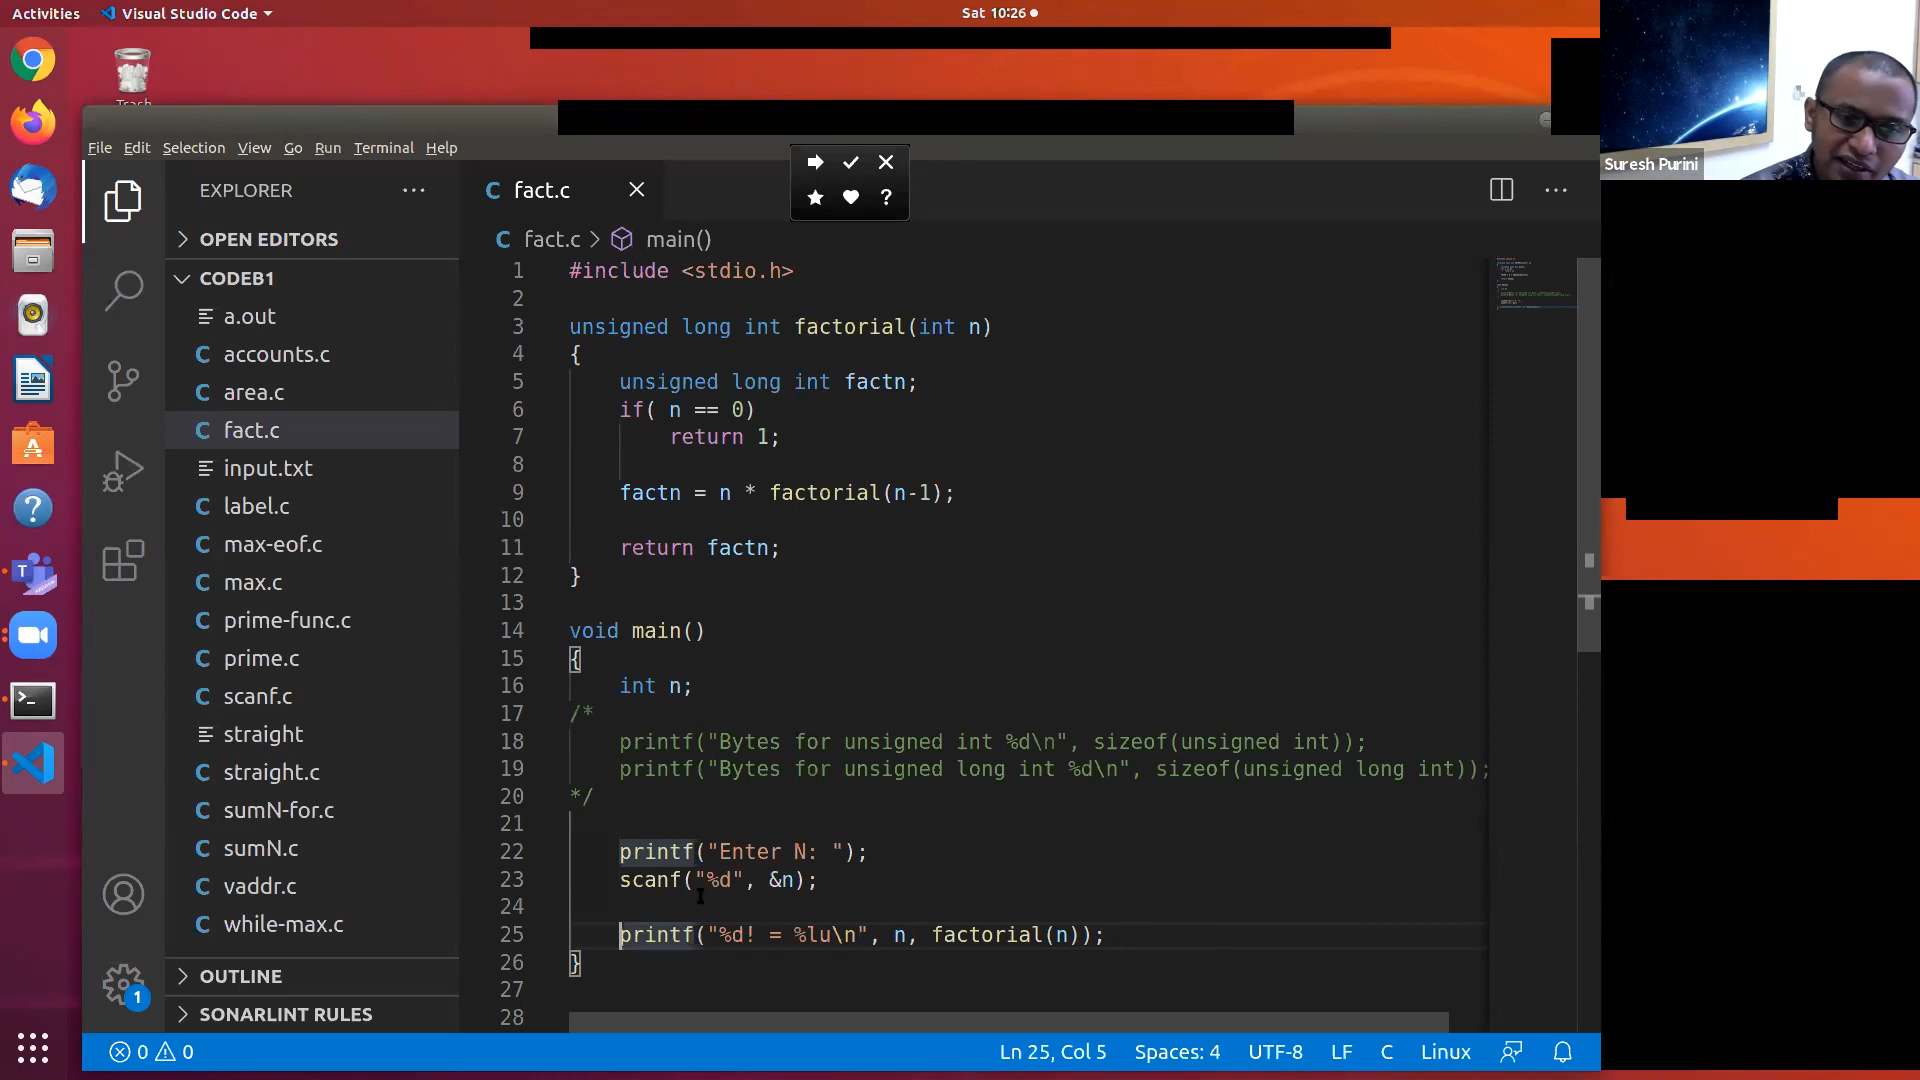 Activities
Visual Studio Code
Sat 10:26
Trash
File Edit Selection View Go Run Terminal Help
Suresh Purini
EXPLORER
OPEN EDITORS
CODEB1
a.out
accounts.c
area.c
fact.c
input.txt
label.c
max-eof.c
max.c
prime-func.c
prime.c
scanf.c
straight
straight.c
sumN-for.c
sumN.c
vaddr.c
while-max.c
OUTLINE
SONARLINT RULES
1
C fact.c
C fact.c > main()
1 #include <stdio.h>
2
3 unsigned long int factorial(int n)
4 {
5     unsigned long int factn;
6     if( n == 0)
7         return 1;
8
9     factn = n * factorial(n-1);
10
11     return factn;
12 }
13
14 void main()
15 {
16     int n;
17 /*
18     printf("Bytes for unsigned int %d\n", sizeof(unsigned int));
19     printf("Bytes for unsigned long int %d\n", sizeof(unsigned long int));
20 */
21
22     printf("Enter N: ");
23     scanf("%d", &n);
24
25     printf("%d! = %lu\n", n, factorial(n));
26 }
27
28
0 0 Ln 25, Col 5 Spaces: 4 UTF-8 LF C Linux